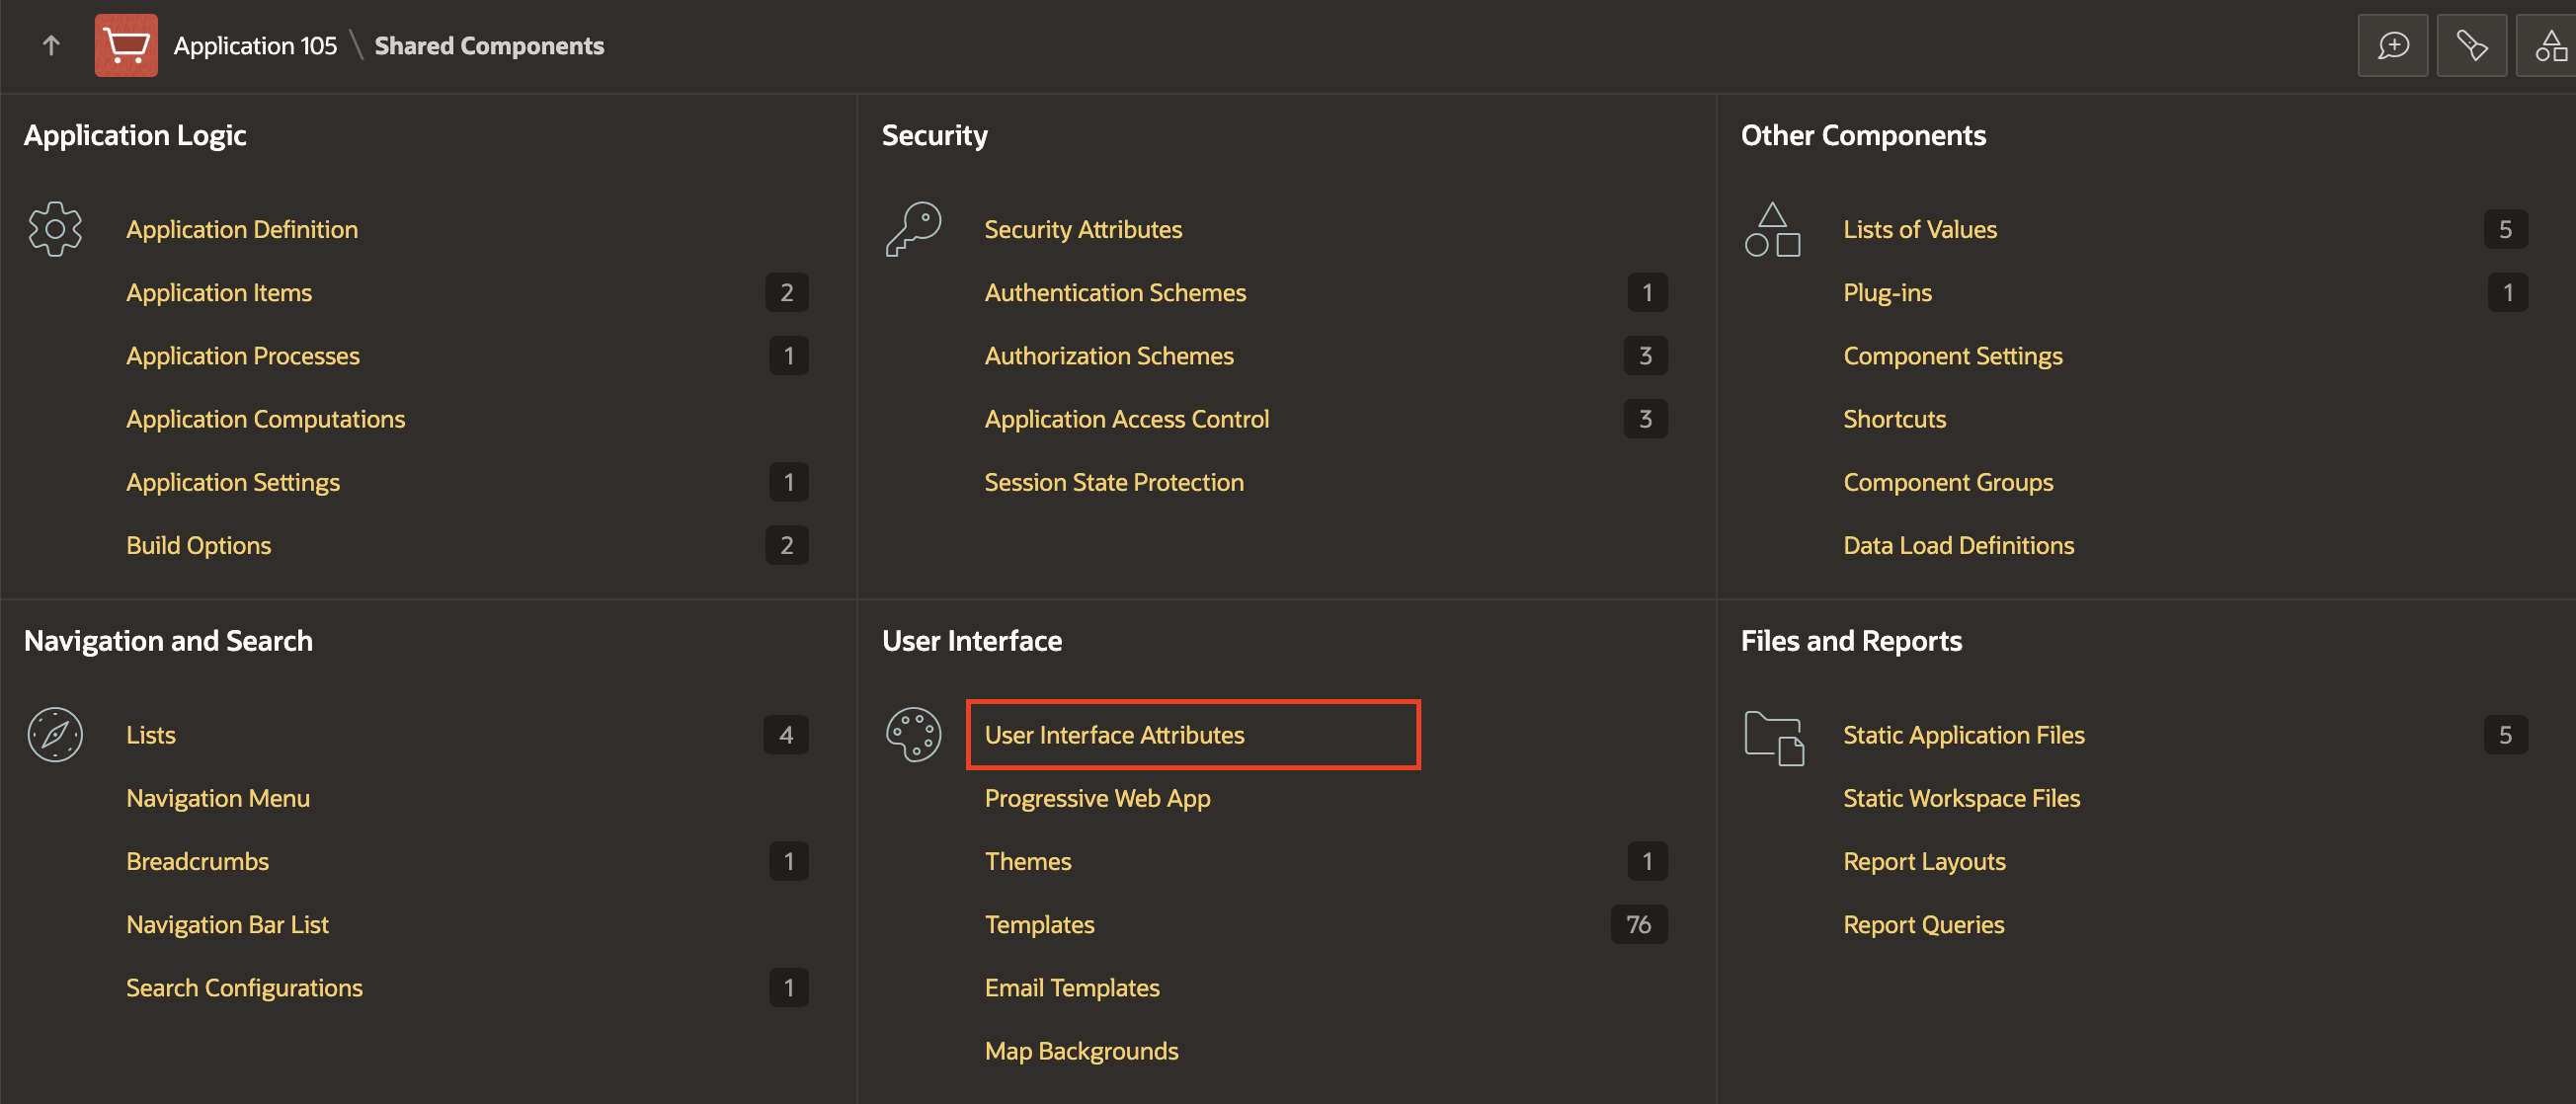 Application 105 \ Shared Components
Application Logic
Application Definition
Application Items 2
Application Processes 1
Application Computations
Application Settings 1
Build Options 2
Security
Security Attributes
Authentication Schemes 1
Authorization Schemes 3
Application Access Control 3
Session State Protection
Other Components
Lists of Values 5
Plug-ins 1
Component Settings
Shortcuts
Component Groups
Data Load Definitions
Navigation and Search
Lists 4
Navigation Menu
Breadcrumbs 1
Navigation Bar List
Search Configurations 1
User Interface
User Interface Attributes
Progressive Web App
Themes 1
Templates 76
Email Templates
Map Backgrounds
Files and Reports
Static Application Files 5
Static Workspace Files
Report Layouts
Report Queries